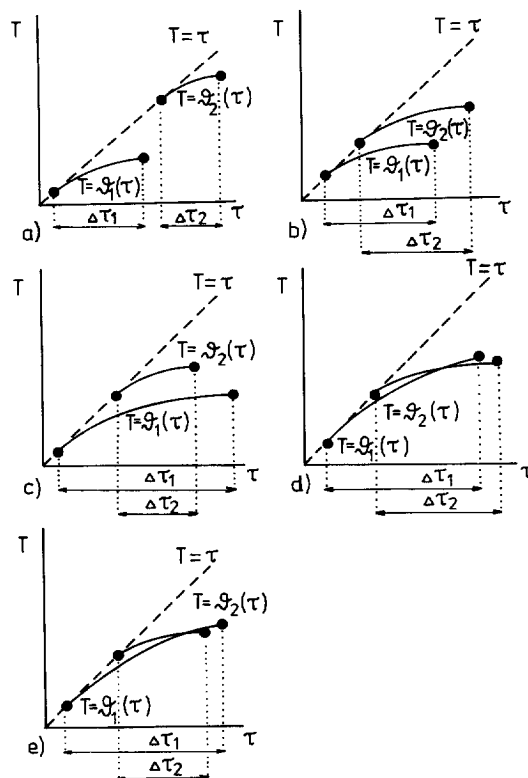 T
T=τ
T=ϑ₂(τ)
T=ϑ₁(τ)
Δτ₁
Δτ₂
τ
a)
T
T=τ
T=ϑ₂(τ)
T=ϑ₁(τ)
τ
Δτ₁
Δτ₂
b)
T
T=τ
T=ϑ₂(τ)
T=ϑ₁(τ)
τ
Δτ₁
Δτ₂
c)
T
T=τ
T=ϑ₂(τ)
T=ϑ₁(τ)
τ
Δτ₁
Δτ₂
d)
T
T=τ
T=ϑ₂(τ)
T=ϑ₁(τ)
τ
Δτ₁
Δτ₂
e)